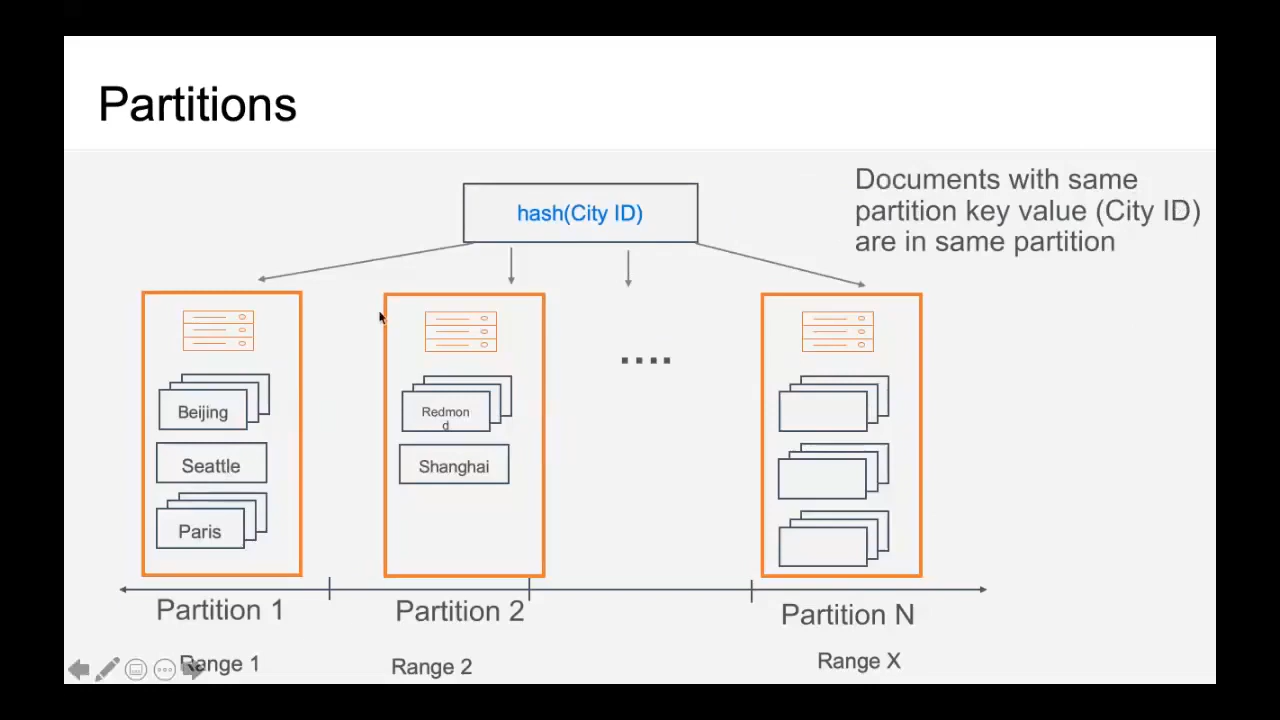 Partitions
hash(City ID)
Documents with same
partition key value (City ID)
are in same partition
Beijing
Seattle
Paris
Redmon
d
Shanghai
....
Partition 1
Partition 2
Partition N
Range 1
Range 2
Range X